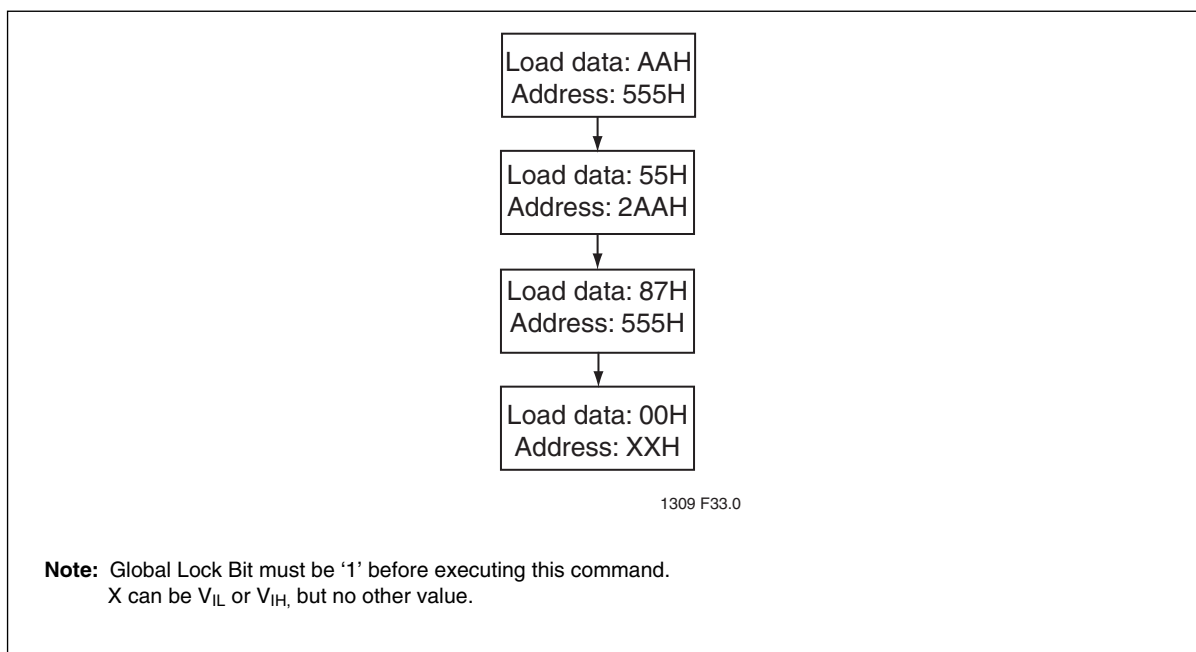 Load data: AAH
Address: 555H
Load data: 55H
Address: 2AAH
Load data: 87H
Address: 555H
Load data: 00H
Address: XXH
1309 F33.0
Note: Global Lock Bit must be ‘1’ before executing this command.
X can be VIL or VIH, but no other value.